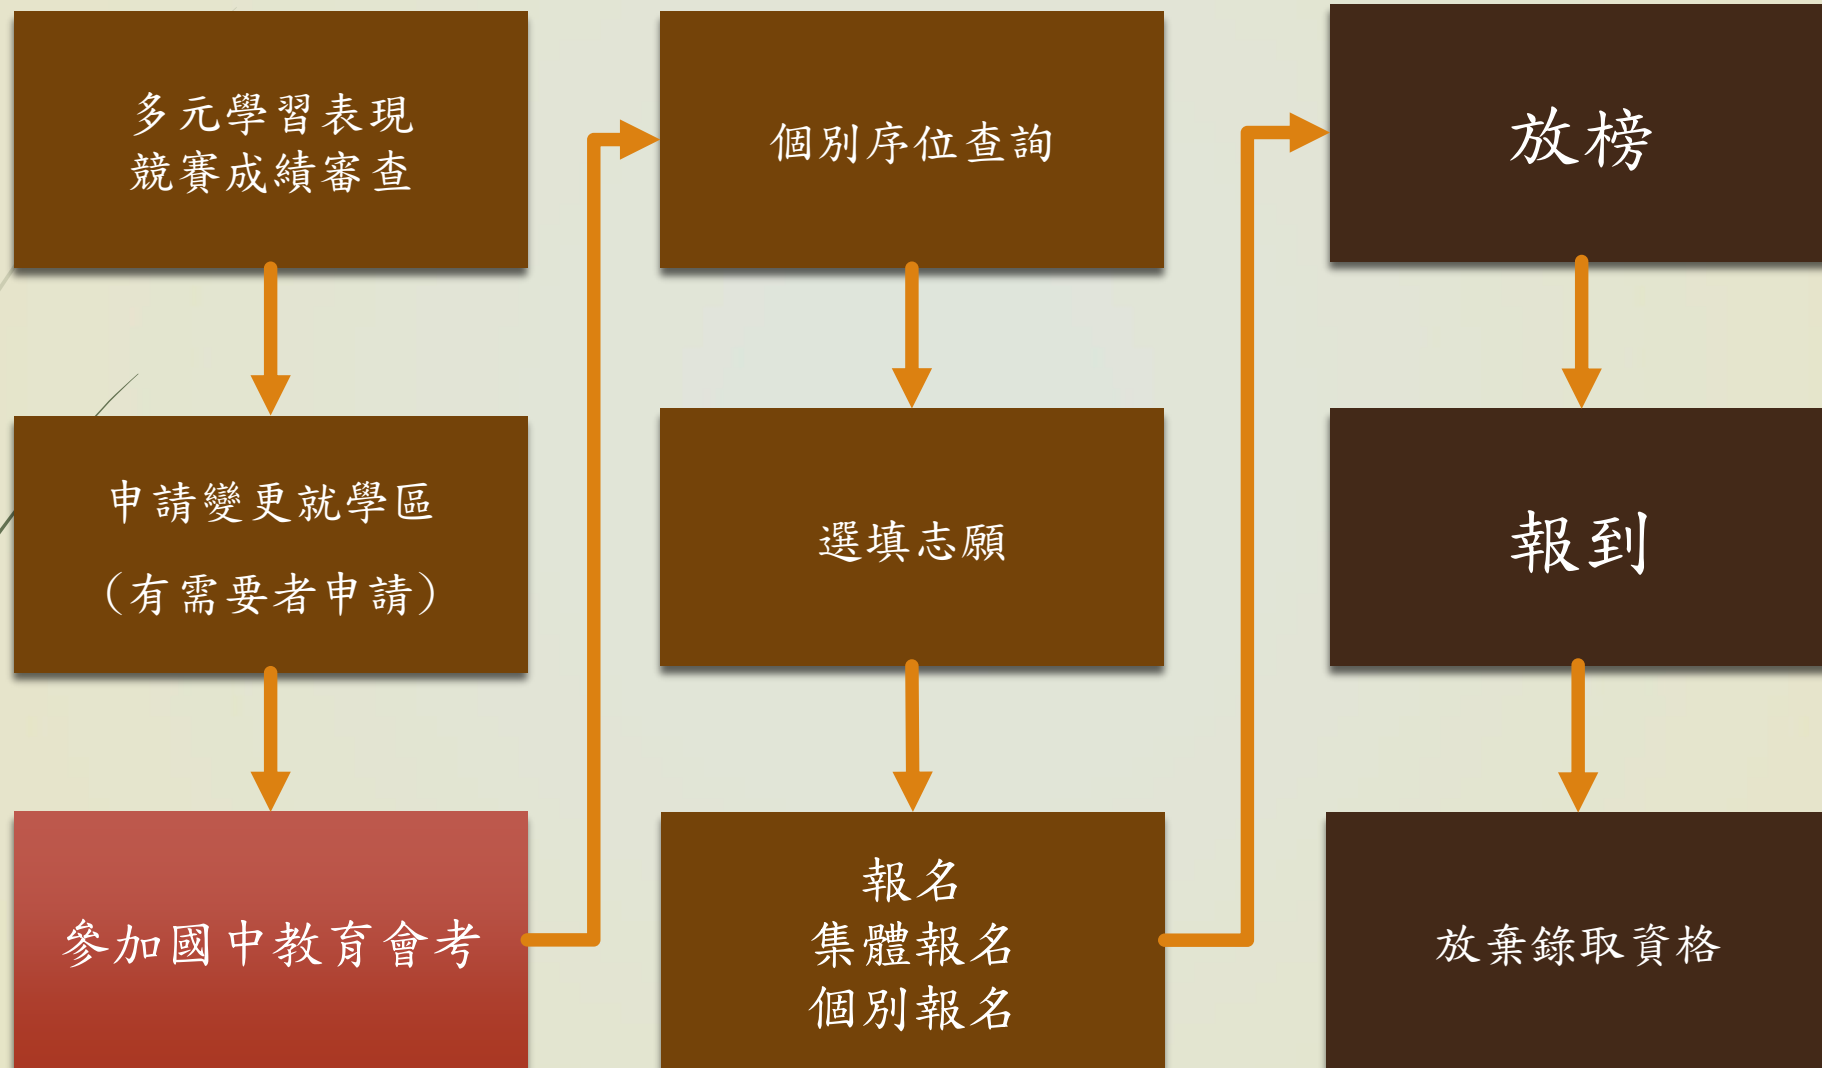 多元學習表現
競賽成績審查
申請變更就學區
（有需要者申請）
參加國中教育會考
個別序位查詢
選填志願
報名
集體報名
個別報名
放榜
報到
放棄錄取資格